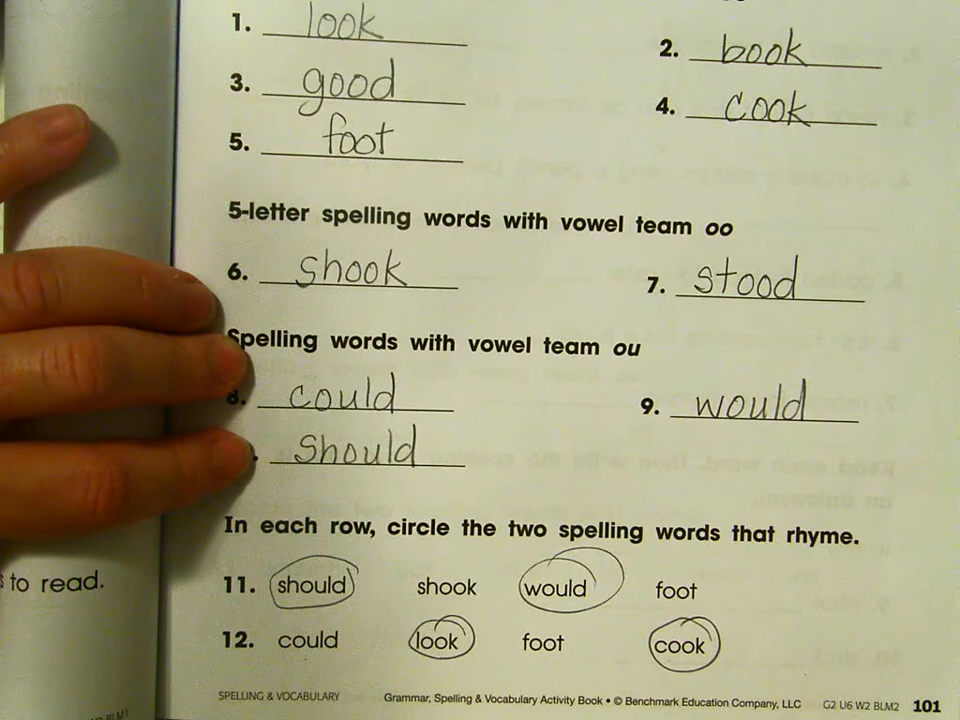 1. look 2. book
3. good 4. cook
5. foot
5-letter spelling words with vowel team oo
6. shook 7. stood
Spelling words with vowel team ou
8. could 9. would
should
In each row, circle the two spelling words that rhyme.
11. should shook would foot
12. could look foot cook
to read.
SPELLING & VOCABULARY Grammar, Spelling & Vocabulary Activity Book • © Benchmark Education Company, LLC G2 U6 W2 BLM2 101
BLM1